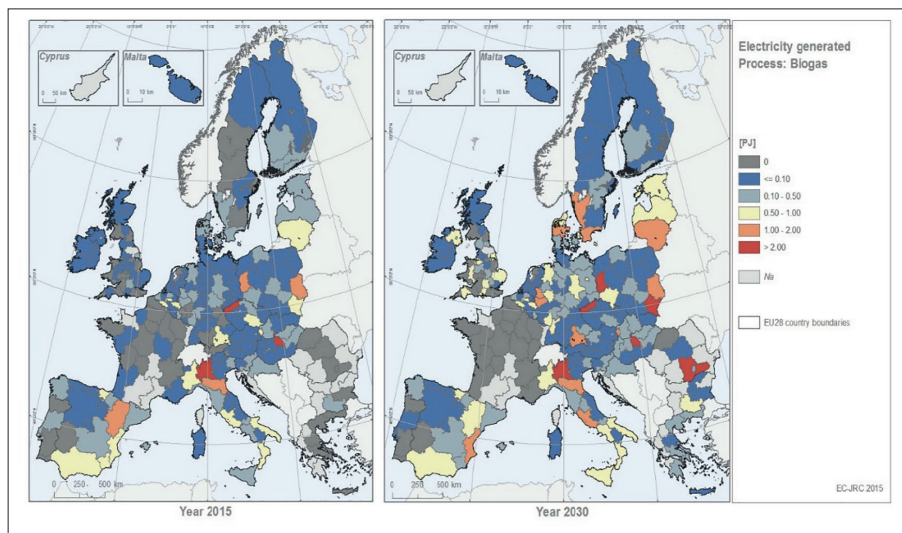 Cyprus
Malta
0 50 km
0 10 km
0 250 500 km
Year 2015
Cyprus
Malta
0 50 km
0 10 km
0 250 500 km
Year 2030
Electricity generated
Process: Biogas
[PJ]
0
<= 0.10
0.10 - 0.50
0.50 - 1.00
1.00 - 2.00
> 2.00
Na
EU28 country boundaries
EC-JRC 2015